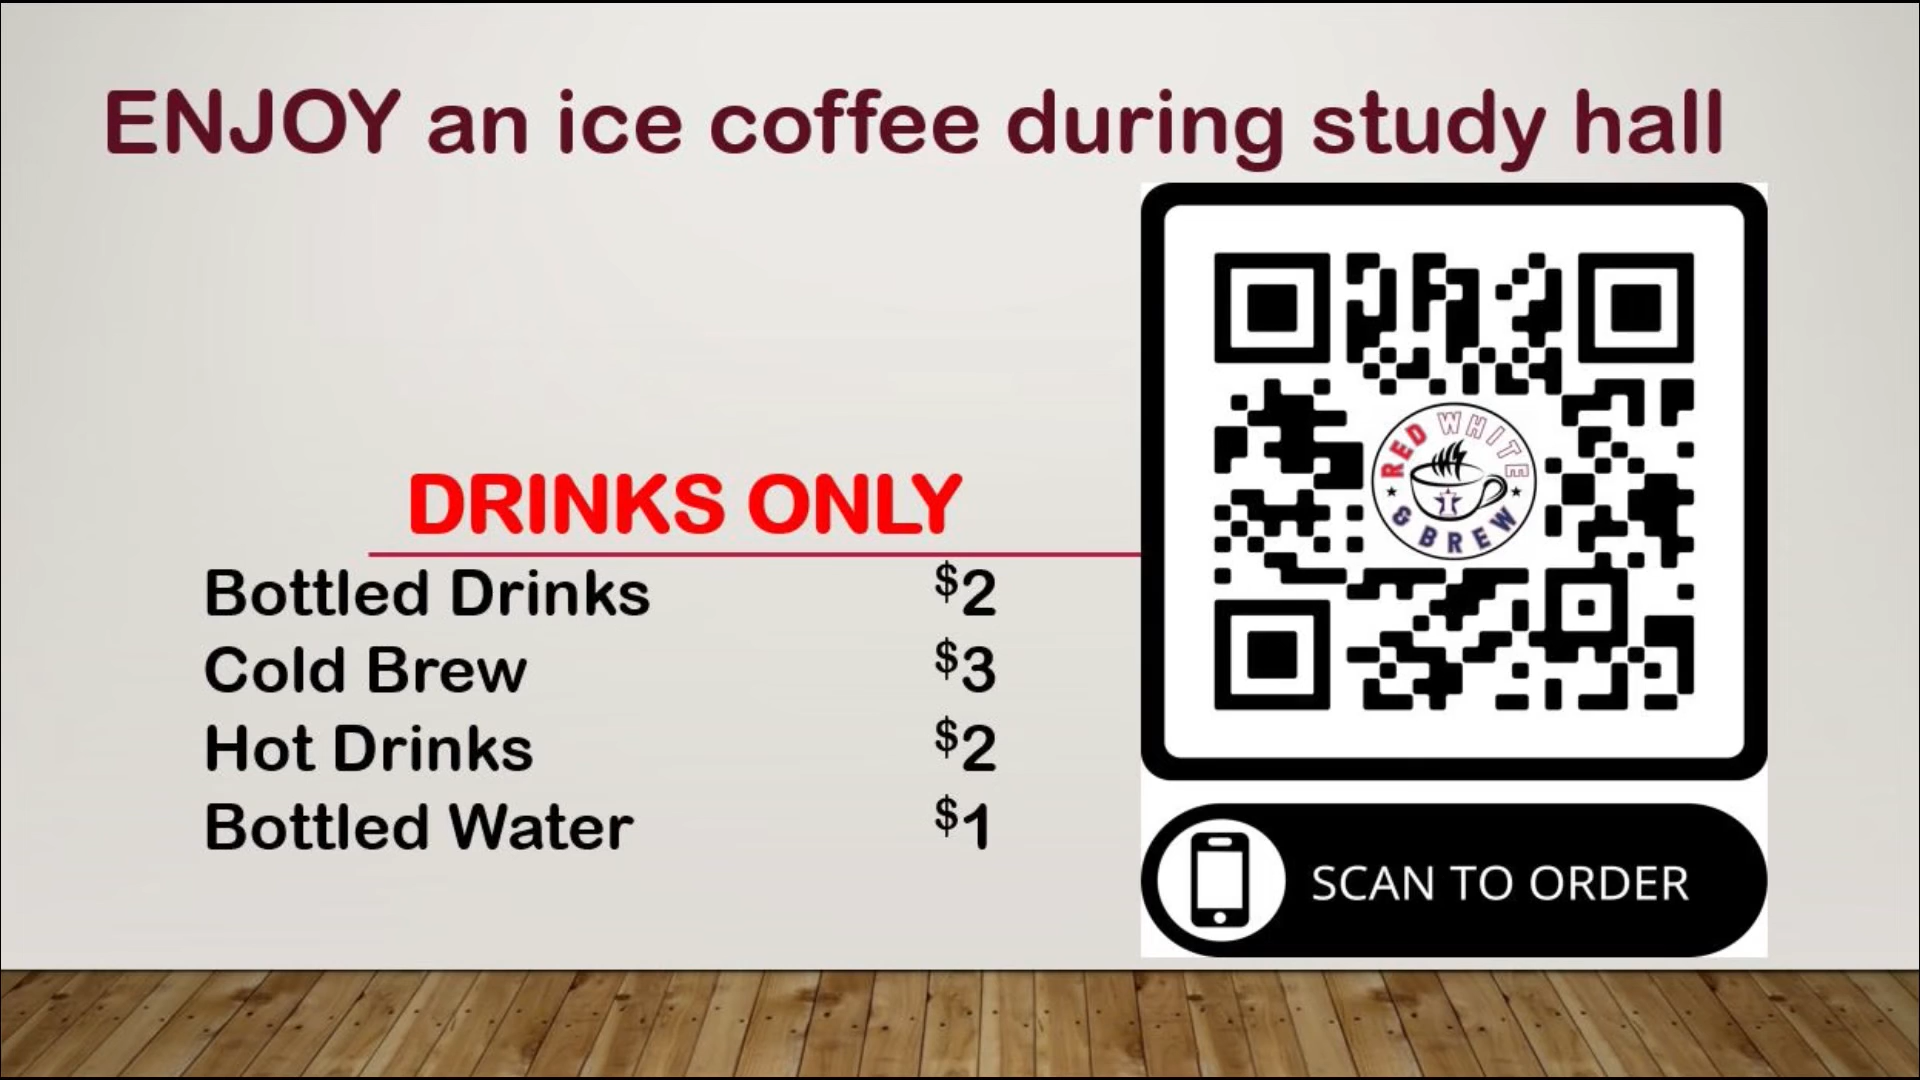 ENJOY an ice coffee during study hall
DRINKS ONLY
Bottled Drinks $2
Cold Brew $3
Hot Drinks $2
Bottled Water $1
RED WHITE
& BREW
SCAN TO ORDER